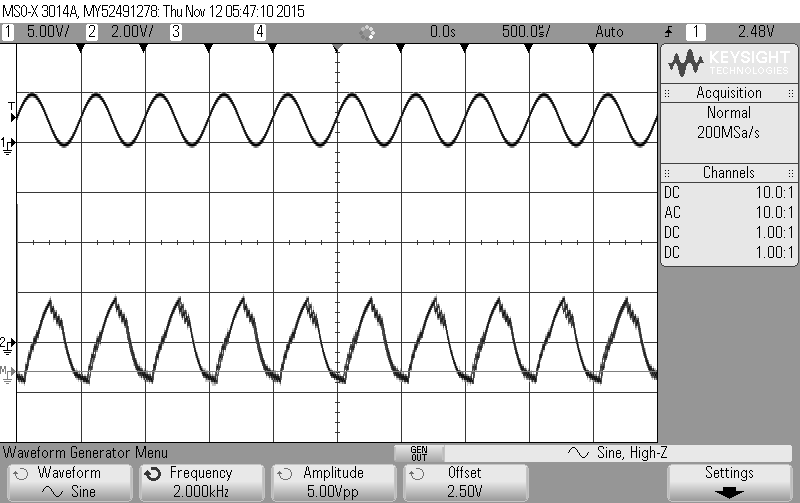 MSO-X 3014A, MY52491278: Thu Nov 12 05:47:10 2015
1 5.00V/ 2 2.00V/ 3 4 0.0s 500.0㎲/ Auto 1 2.48V
KEYSIGHT
TECHNOLOGIES
Acquisition
Normal
200MSa/s
Channels
DC 10.0:1
AC 10.0:1
DC 1.00:1
DC 1.00:1
T
1
2
M
Waveform Generator Menu GEN OUT Sine, High-Z
Waveform Frequency Amplitude Offset Settings
Sine 2.000kHz 5.00Vpp 2.50V